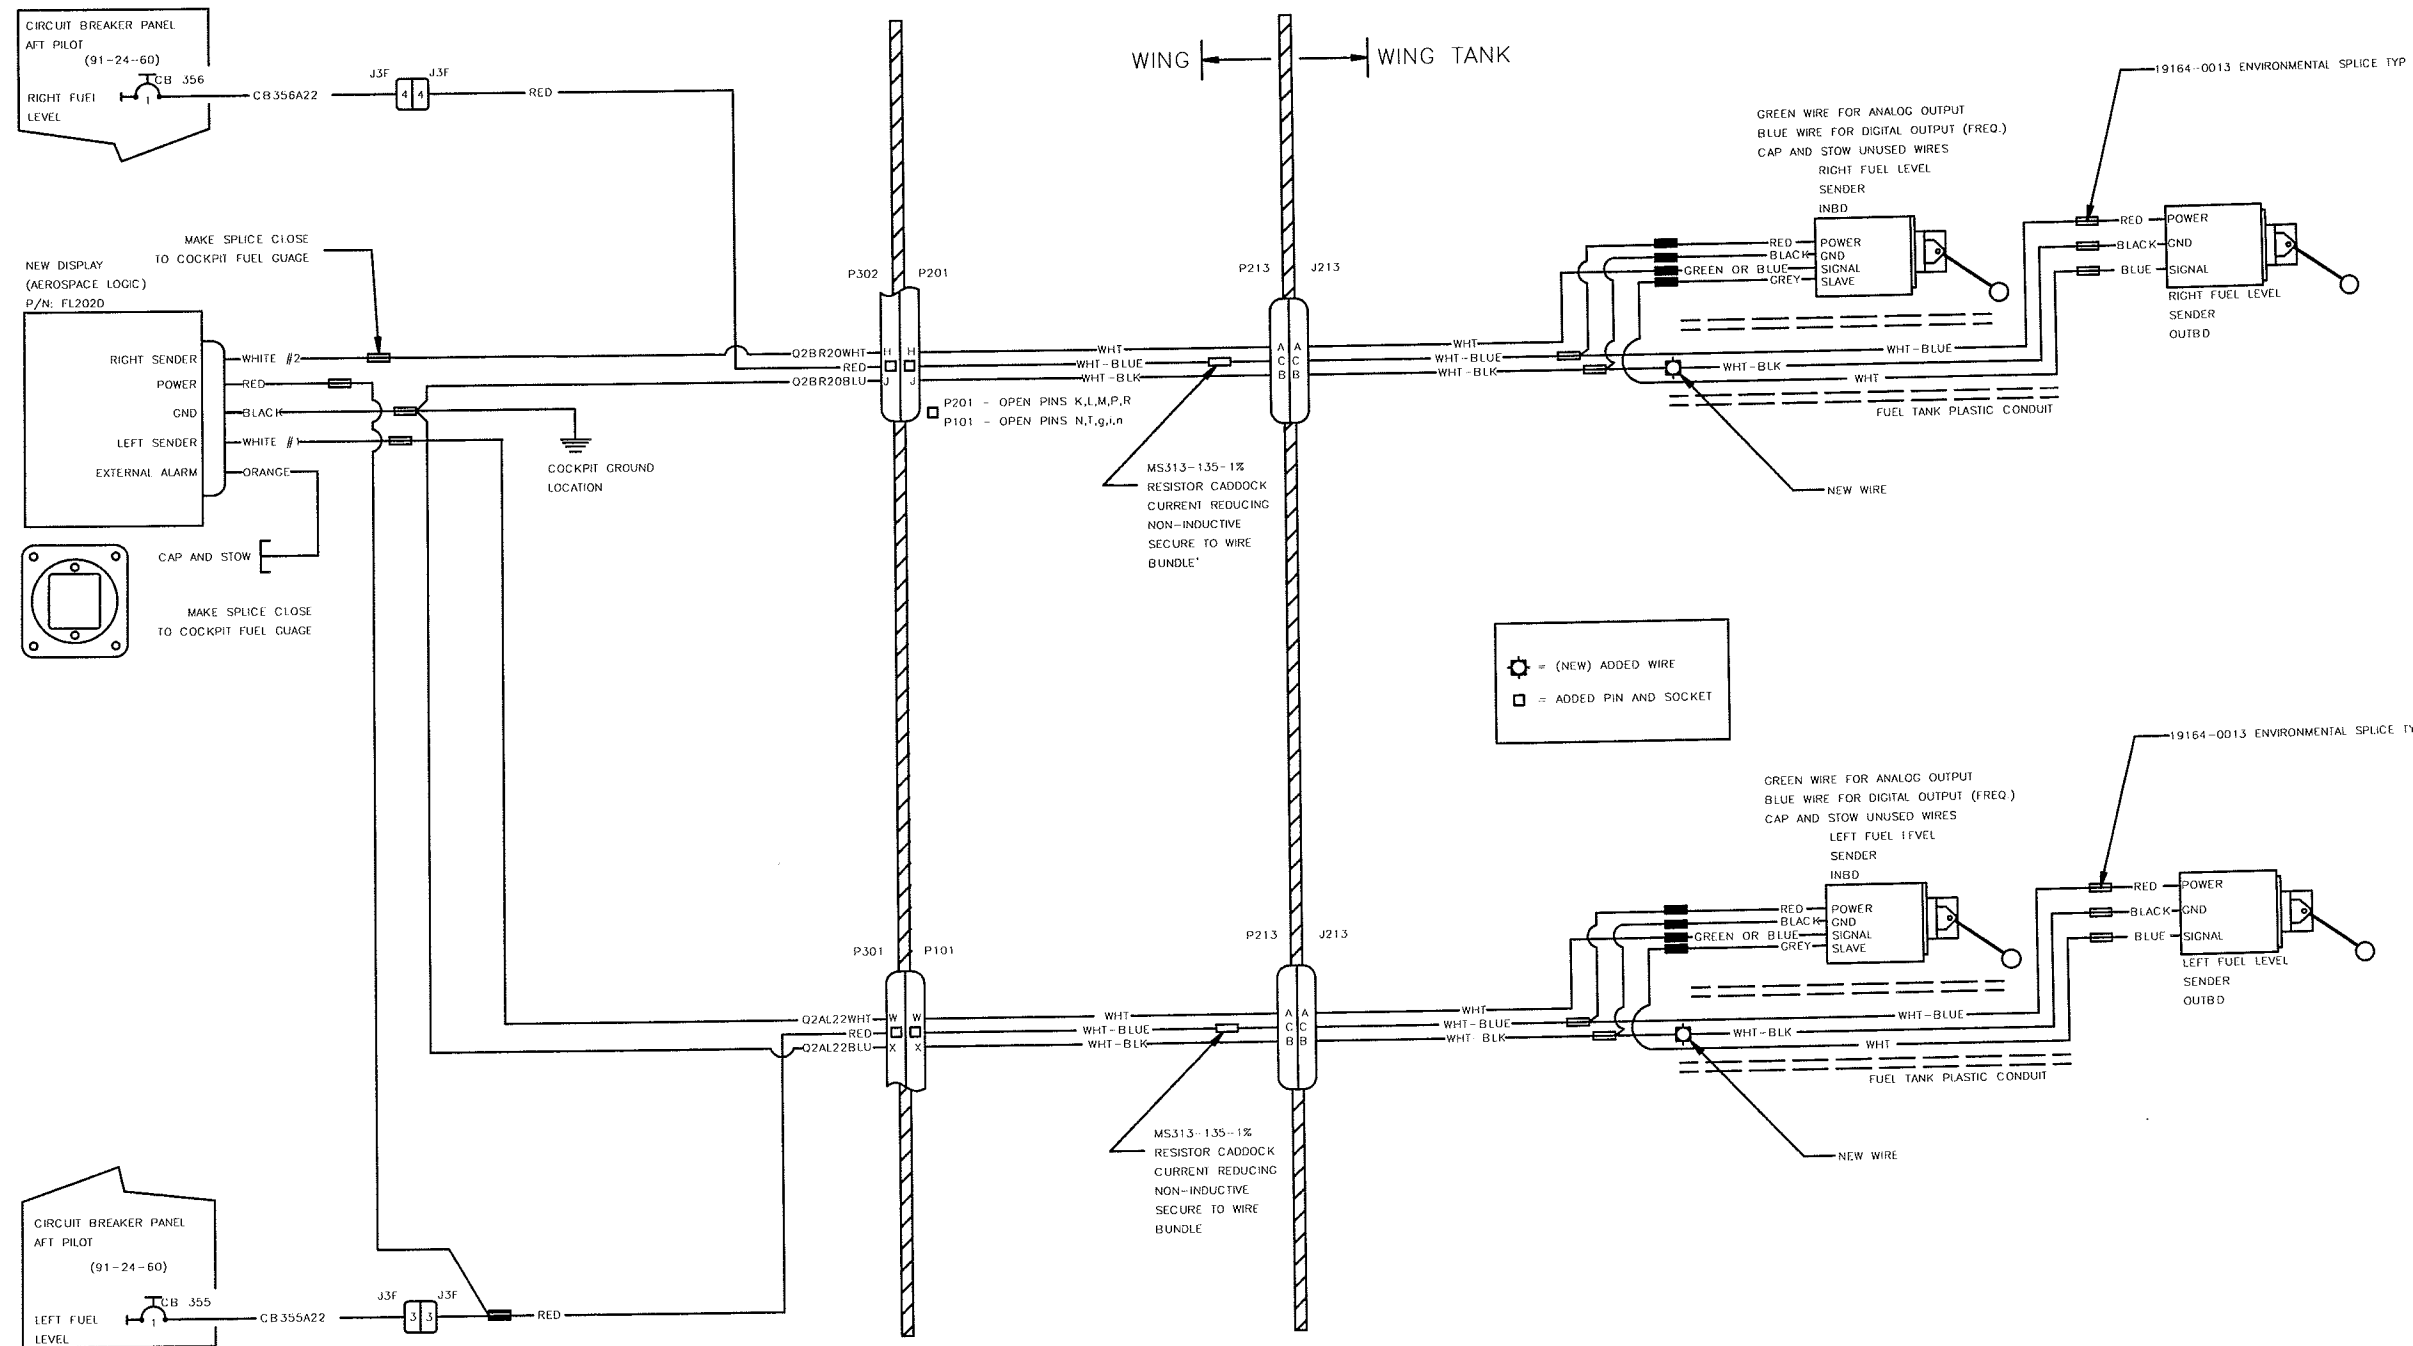 CIRCUIT BREAKER PANEL
AFT PILOT
(91-24-60)
CB 356
RIGHT FUEL
LEVEL
1
CB356A22
J3F
J3F
4
4
RED
WING
WING TANK
19164-0013 ENVIRONMENTAL SPLICE TYP
GREEN WIRE FOR ANALOG OUTPUT
BLUE WIRE FOR DIGITAL OUTPUT (FREQ.)
CAP AND STOW UNUSED WIRES
RIGHT FUEL LEVEL
SENDER
INBD
RED
POWER
BLACK
GND
GREEN OR BLUE
SIGNAL
GREY
SLAVE
RED
POWER
BLACK
GND
BLUE
SIGNAL
RIGHT FUEL LEVEL
SENDER
OUTBD
MAKE SPLICE CLOSE
TO COCKPIT FUEL GUAGE
NEW DISPLAY
(AEROSPACE LOGIC)
P/N: FL202D
RIGHT SENDER
WHITE #2
POWER
RED
GND
BLACK
LEFT SENDER
WHITE #1
EXTERNAL ALARM
ORANGE
COCKPIT GROUND
LOCATION
CAP AND STOW
MAKE SPLICE CLOSE
TO COCKPIT FUEL GUAGE
P302
P201
Q2BR20WHT
H
H
RED
Q2BR20BLU
J
J
P201 - OPEN PINS K,L,M,P,R
P101 - OPEN PINS N,T,g,i,n
WHT
WHT-BLUE
WHT-BLK
P213
J213
A
A
C
C
B
B
WHT
WHT-BLUE
WHT-BLK
WHT-BLUE
WHT-BLK
WHT
FUEL TANK PLASTIC CONDUIT
NEW WIRE
MS313-135-1%
RESISTOR CADDOCK
CURRENT REDUCING
NON-INDUCTIVE
SECURE TO WIRE
BUNDLE'
= (NEW) ADDED WIRE
= ADDED PIN AND SOCKET
19164-0013 ENVIRONMENTAL SPLICE TY
GREEN WIRE FOR ANALOG OUTPUT
BLUE WIRE FOR DIGITAL OUTPUT (FREQ.)
CAP AND STOW UNUSED WIRES
LEFT FUEL LEVEL
SENDER
INBD
RED
POWER
BLACK
GND
GREEN OR BLUE
SIGNAL
GREY
SLAVE
RED
POWER
BLACK
GND
BLUE
SIGNAL
LEFT FUEL LEVEL
SENDER
OUTBD
P301
P101
Q2AL22WHT
W
W
RED
Q2AL22BLU
X
X
WHT
WHT-BLUE
WHT-BLK
P213
J213
A
A
C
C
B
B
WHT
WHT-BLUE
WHT BLK
WHT-BLUE
WHT-BLK
WHT
FUEL TANK PLASTIC CONDUIT
NEW WIRE
MS313-135-1%
RESISTOR CADDOCK
CURRENT REDUCING
NON-INDUCTIVE
SECURE TO WIRE
BUNDLE
CIRCUIT BREAKER PANEL
AFT PILOT
(91-24-60)
CB 355
LEFT FUEL
LEVEL
1
CB355A22
J3F
J3F
3
3
RED